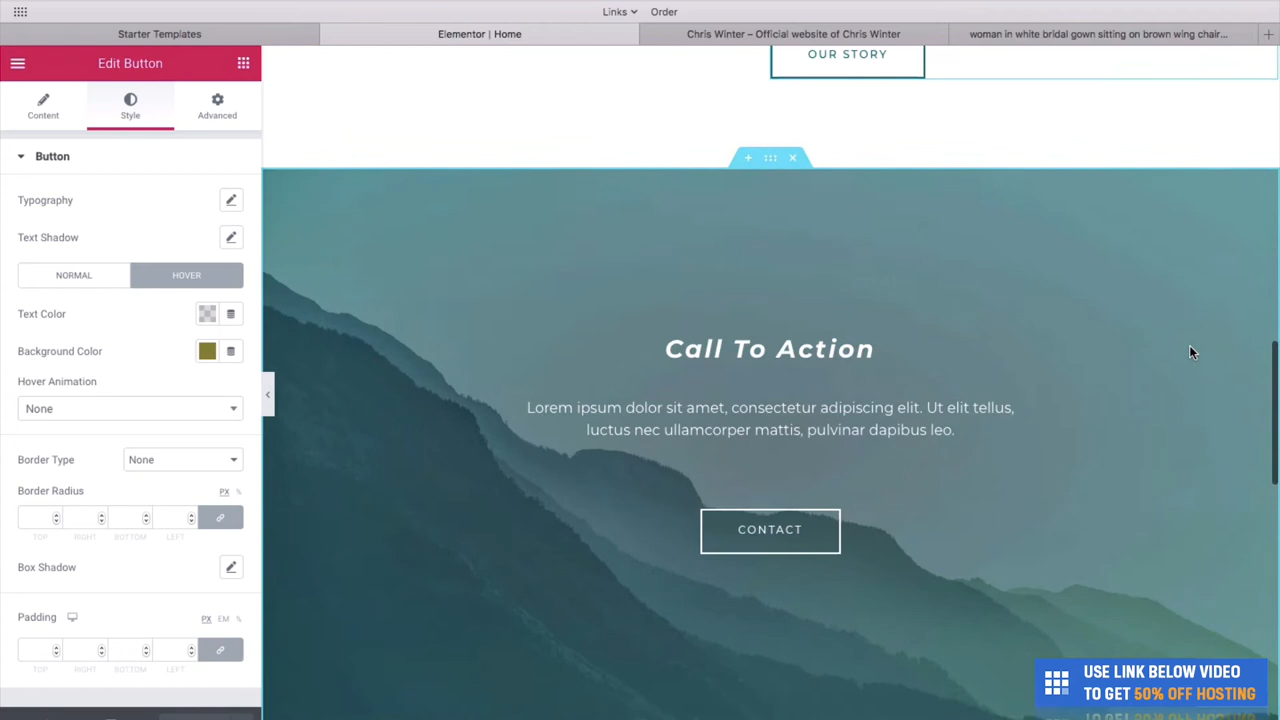 Links Order
Starter Templates
Elementor | Home
Chris Winter – Official website of Chris Winter
woman in white bridal gown sitting on brown wing chair...
Edit Button
Content
Style
Advanced
Button
Typography
Text Shadow
NORMAL
HOVER
Text Color
Background Color
Hover Animation
None
Border Type
None
Border Radius
PX %
TOP RIGHT BOTTOM LEFT
Box Shadow
Padding
PX EM %
TOP RIGHT BOTTOM LEFT
OUR STORY
Call To Action
Lorem ipsum dolor sit amet, consectetur adipiscing elit. Ut elit tellus,
luctus nec ullamcorper mattis, pulvinar dapibus leo.
CONTACT
USE LINK BELOW VIDEO
TO GET 50% OFF HOSTING